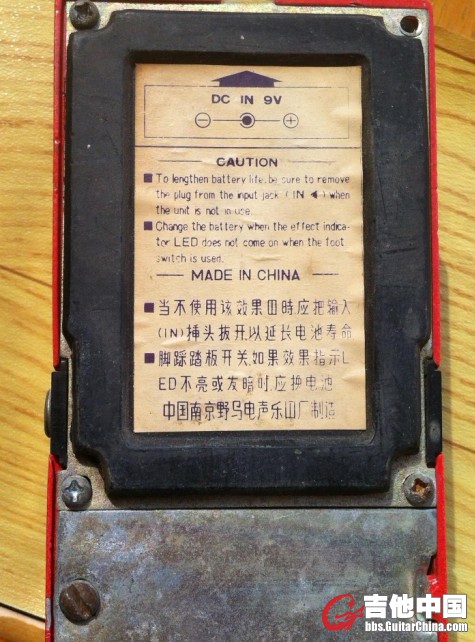 DC IN 9V
CAUTION
■ To lengthen battery life, be sure to remove
the plug from the input jack (IN ◀) when
the unit is not in use.
■ Change the battery when the effect indica-
tor LED does not come on when the foot
switch is used.
MADE IN CHINA
■ 当不使用该效果口时,应把输入
(IN)插头拔开,以延长电池寿命
■ 脚踩踏板开关,如果效果指示L
ED不亮或发暗时,应换电池
中国南京野马电声乐口厂制造
吉他中国
bbs.GuitarChina.com